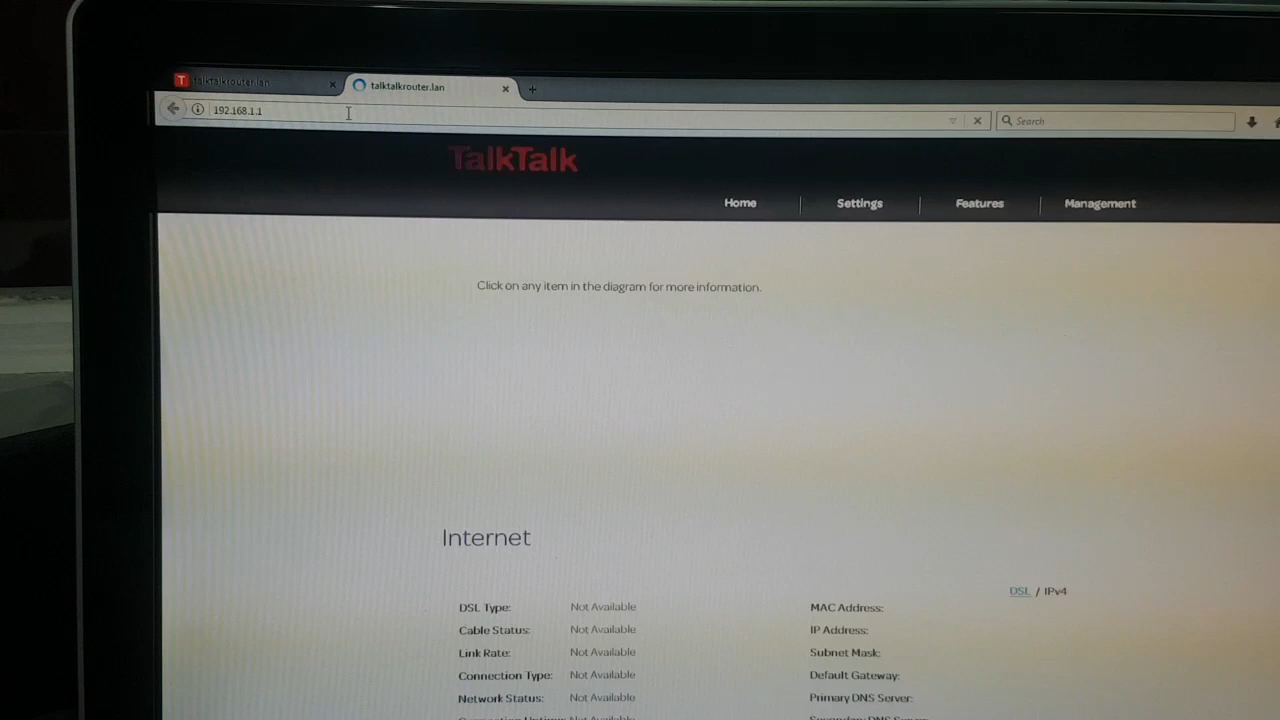 talktalkrouter.lan
talktalkrouter.lan
192.168.1.1
Search
TalkTalk
Home Settings Features Management
Click on any item in the diagram for more information.
Internet
DSL / IPv4
DSL Type: Not Available MAC Address:
Cable Status: Not Available IP Address:
Link Rate: Not Available Subnet Mask:
Connection Type: Not Available Default Gateway:
Network Status: Not Available Primary DNS Server:
Not Available